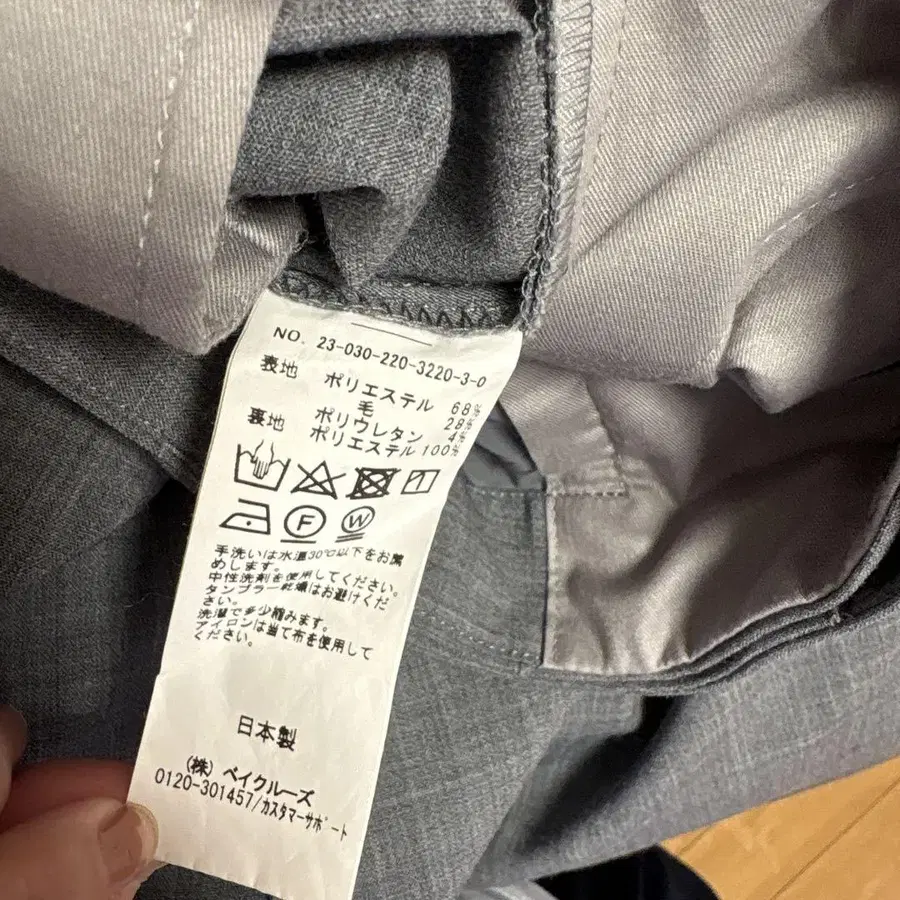 NO. 23-030-220-3220-3-0
表地 ポリエステル 68%
毛 28%
ポリウレタン 4%
裏地 ポリエステル 100%
F
W
手洗いは水温30℃以下をお薦
めします。
中性洗剤を使用してください。
タンブラー乾燥はお避けくだ
さい。
洗濯で多少縮みます。
アイロンは当て布を使用して
ください。
日本製
(株) ベイクルーズ
0120-301457/カスタマーサポート